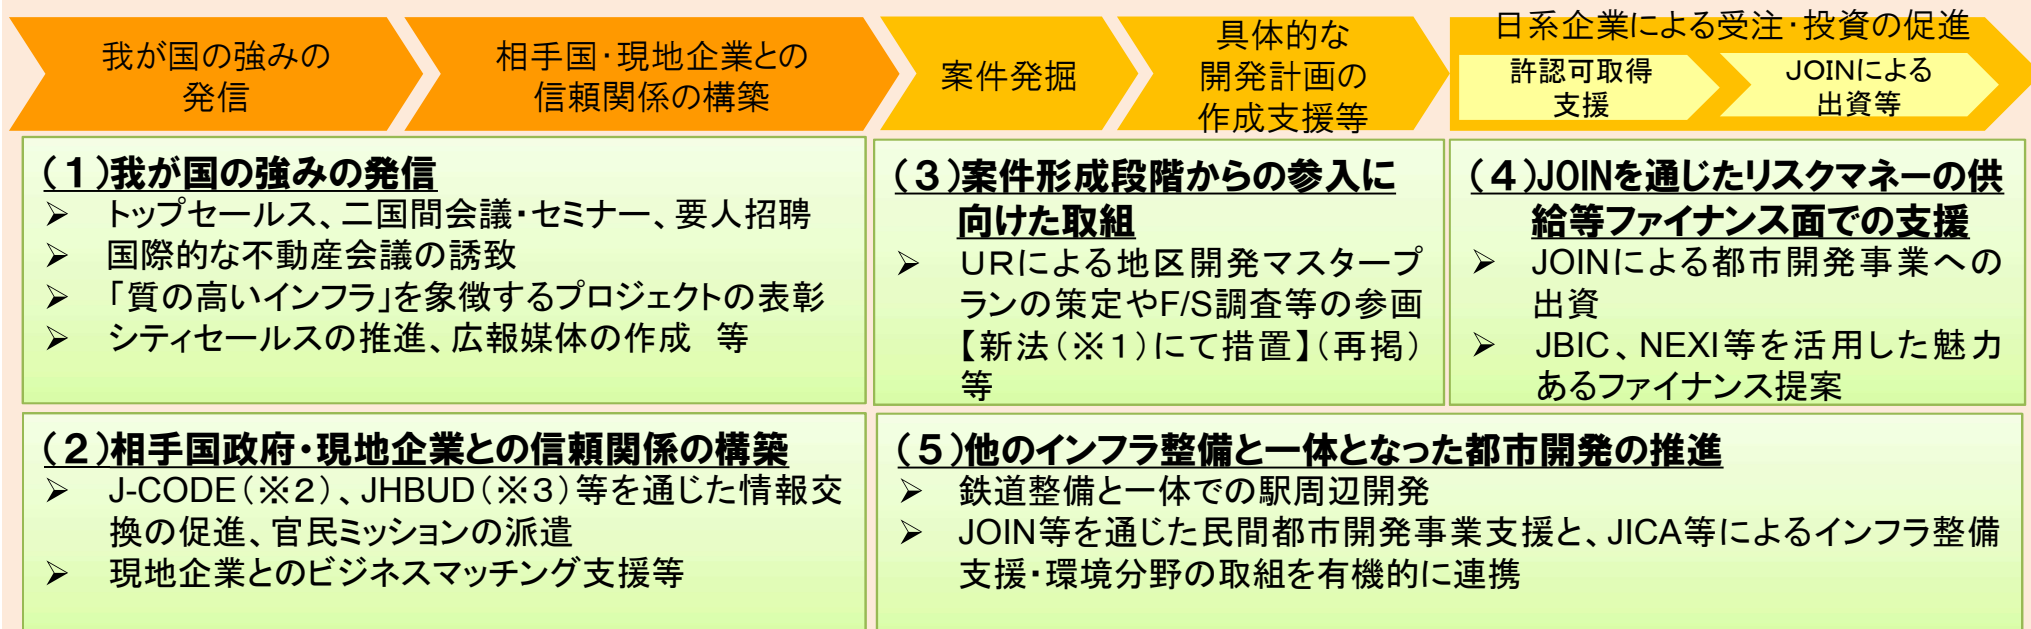 我が国の強みの
発信
相手国・現地企業との
信頼関係の構築
案件発掘
具体的な
開発計画の
作成支援等
日系企業による受注・投資の促進
許認可取得
支援
JOINによる
出資等
(1)我が国の強みの発信
➢ トップセールス、二国間会議・セミナー、要人招聘
➢ 国際的な不動産会議の誘致
➢ 「質の高いインフラ」を象徴するプロジェクトの表彰
➢ シティセールスの推進、広報媒体の作成　等
(2)相手国政府・現地企業との信頼関係の構築
➢ J-CODE(※2)、JHBUD(※3)等を通じた情報交
換の促進、官民ミッションの派遣
➢ 現地企業とのビジネスマッチング支援等
(3)案件形成段階からの参入に
向けた取組
➢ URによる地区開発マスタープ
ランの策定やF/S調査等の参画
【新法(※1)にて措置】(再掲)
等
(4)JOINを通じたリスクマネーの供
給等ファイナンス面での支援
➢ JOINによる都市開発事業への
出資
➢ JBIC、NEXI等を活用した魅力
あるファイナンス提案
(5)他のインフラ整備と一体となった都市開発の推進
➢ 鉄道整備と一体での駅周辺開発
➢ JOIN等を通じた民間都市開発事業支援と、JICA等によるインフラ整備
支援・環境分野の取組を有機的に連携